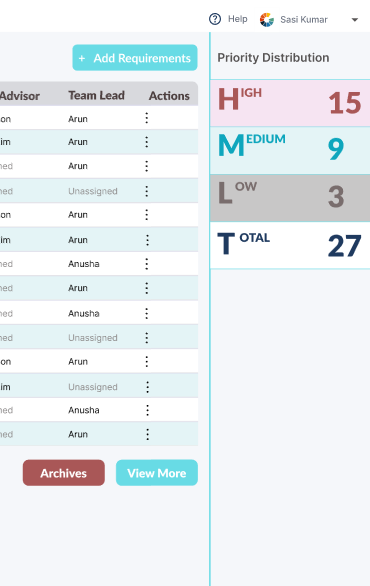 Help Sasi Kumar
+ Add Requirements
Priority Distribution
Advisor Team Lead Actions
on Arun
im Arun
ned Arun
ned Unassigned
on Arun
im Arun
ned Anusha
ned Arun
ned Anusha
ned Unassigned
on Arun
im Unassigned
ned Anusha
ned Arun
Archives View More
HIGH 15
MEDIUM 9
LOW 3
TOTAL 27